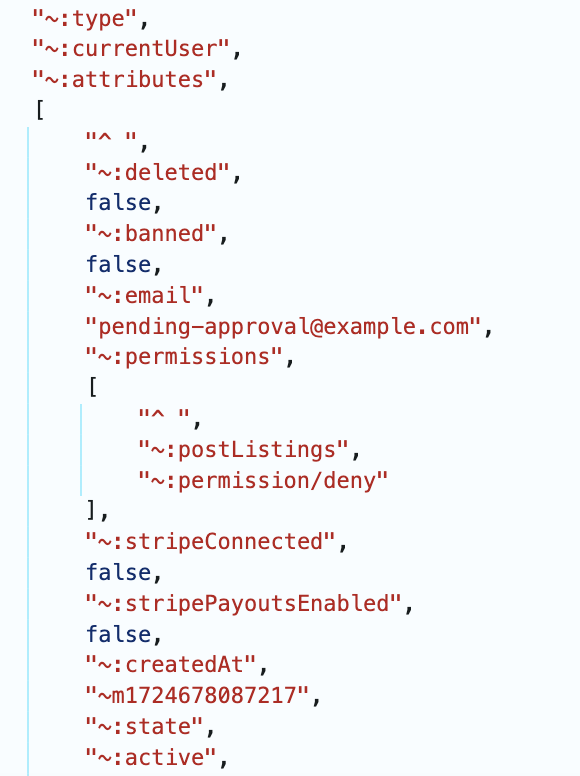 "~:type",
"~:currentUser",
"~:attributes",
[
"^ ",
"~:deleted",
false,
"~:banned",
false,
"~:email",
"pending-approval@example.com",
"~:permissions",
[
"^ ",
"~:postListings",
"~:permission/deny"
],
"~:stripeConnected",
false,
"~:stripePayoutsEnabled",
false,
"~:createdAt",
"~m1724678087217",
"~:state",
"~:active",